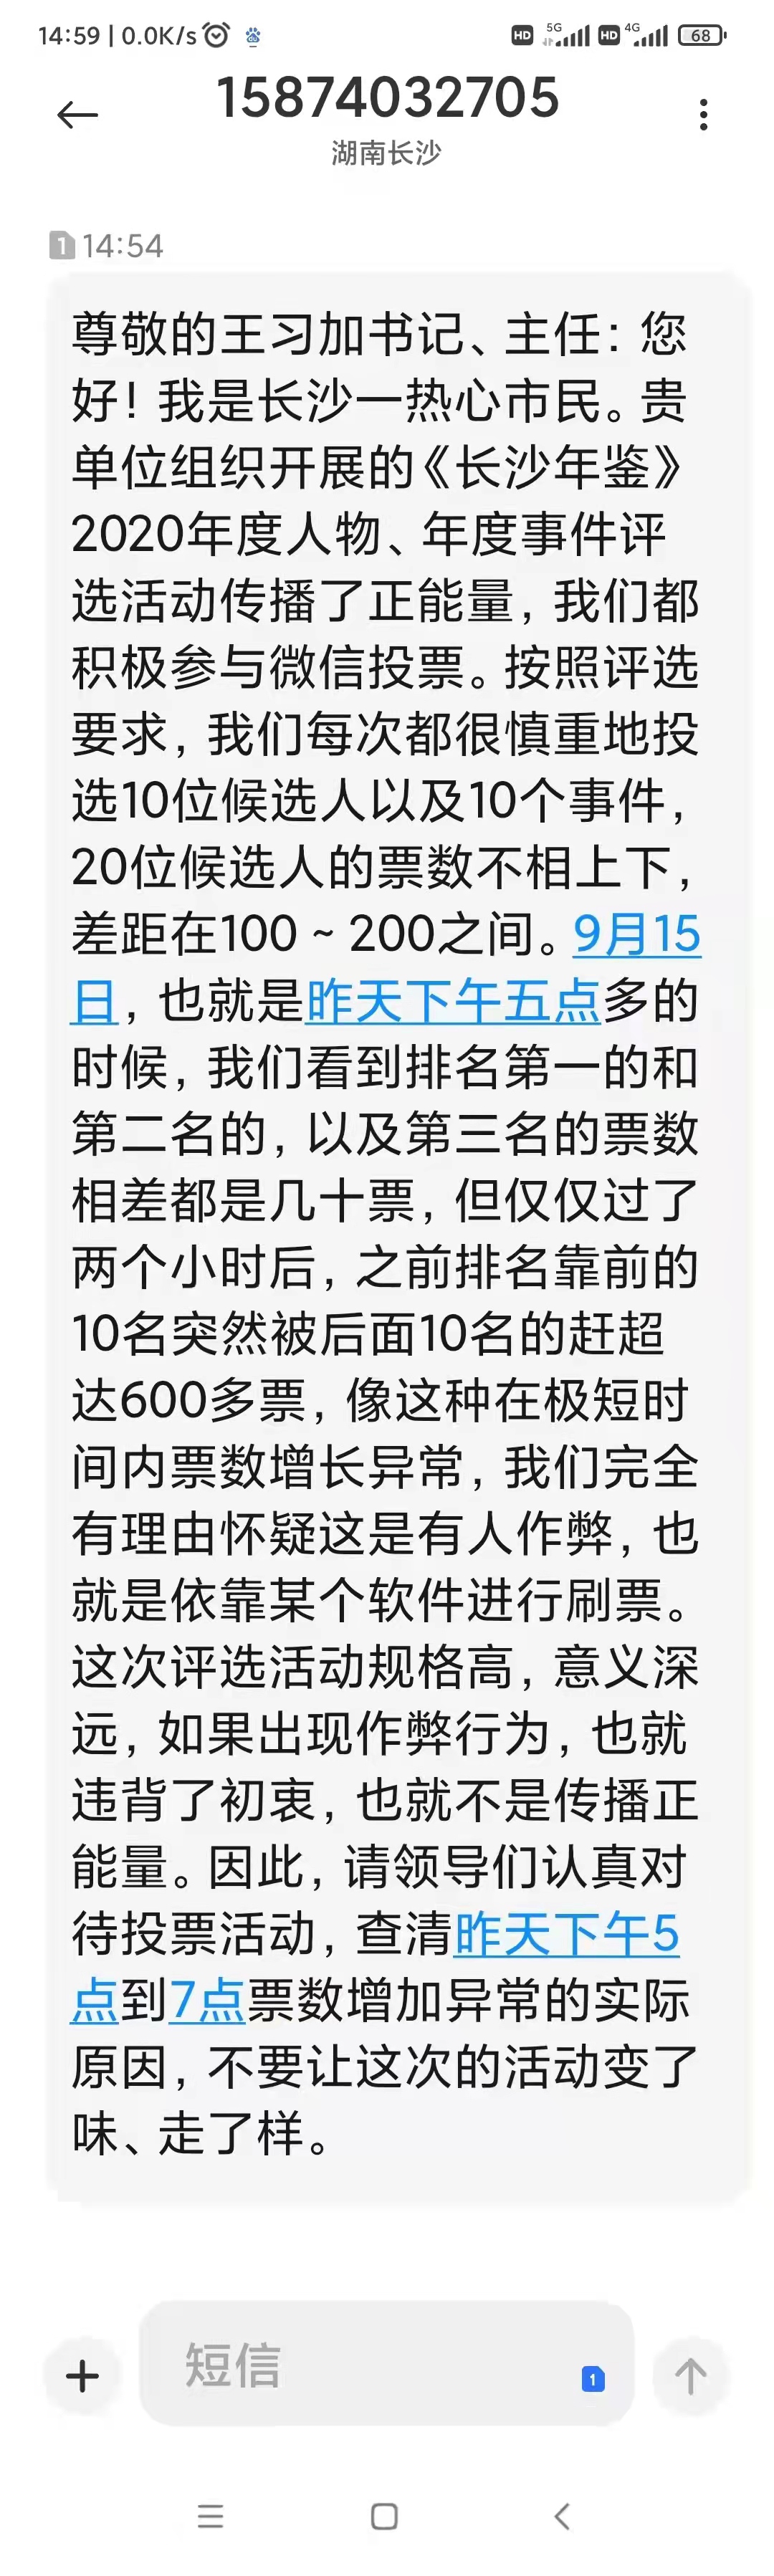 14:59 | 0.0K/s
HD 5G HD 4G 68
15874032705
湖南长沙
1 14:54
尊敬的王习加书记、主任：您
好！我是长沙一热心市民。贵
单位组织开展的《长沙年鉴》
2020年度人物、年度事件评
选活动传播了正能量，我们都
积极参与微信投票。按照评选
要求，我们每次都很慎重地投
选10位候选人以及10个事件，
20位候选人的票数不相上下，
差距在100～200之间。9月15
日，也就是昨天下午五点多的
时候，我们看到排名第一的和
第二名的，以及第三名的票数
相差都是几十票，但仅仅过了
两个小时后，之前排名靠前的
10名突然被后面10名的赶超
达600多票，像这种在极短时
间内票数增长异常，我们完全
有理由怀疑这是有人作弊，也
就是依靠某个软件进行刷票。
这次评选活动规格高，意义深
远，如果出现作弊行为，也就
违背了初衷，也就不是传播正
能量。因此，请领导们认真对
待投票活动，查清昨天下午5
点到7点票数增加异常的实际
原因，不要让这次的活动变了
味、走了样。
短信
1